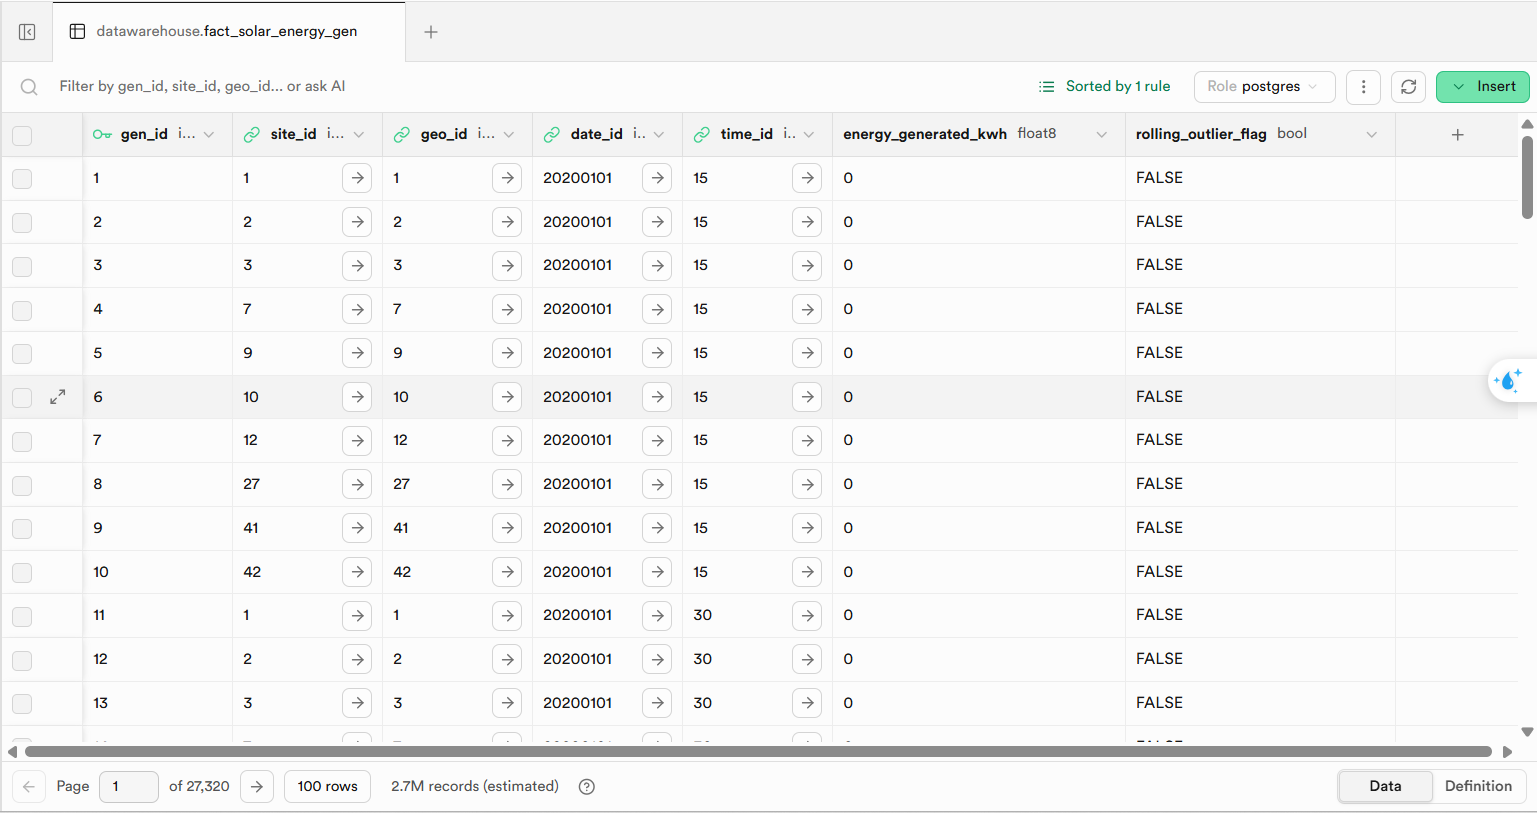 datawarehouse.fact_solar_energy_gen
Filter by gen_id, site_id, geo_id... or ask AI Sorted by 1 rule Role postgres Insert
gen_id i... site_id i... geo_id i... date_id i.. time_id i.. energy_generated_kwh float8 rolling_outlier_flag bool
1 1 1 20200101 15 0 FALSE
2 2 2 20200101 15 0 FALSE
3 3 3 20200101 15 0 FALSE
4 7 7 20200101 15 0 FALSE
5 9 9 20200101 15 0 FALSE
6 10 10 20200101 15 0 FALSE
7 12 12 20200101 15 0 FALSE
8 27 27 20200101 15 0 FALSE
9 41 41 20200101 15 0 FALSE
10 42 42 20200101 15 0 FALSE
11 1 1 20200101 30 0 FALSE
12 2 2 20200101 30 0 FALSE
13 3 3 20200101 30 0 FALSE
Page 1 of 27,320 100 rows 2.7M records (estimated) Data Definition